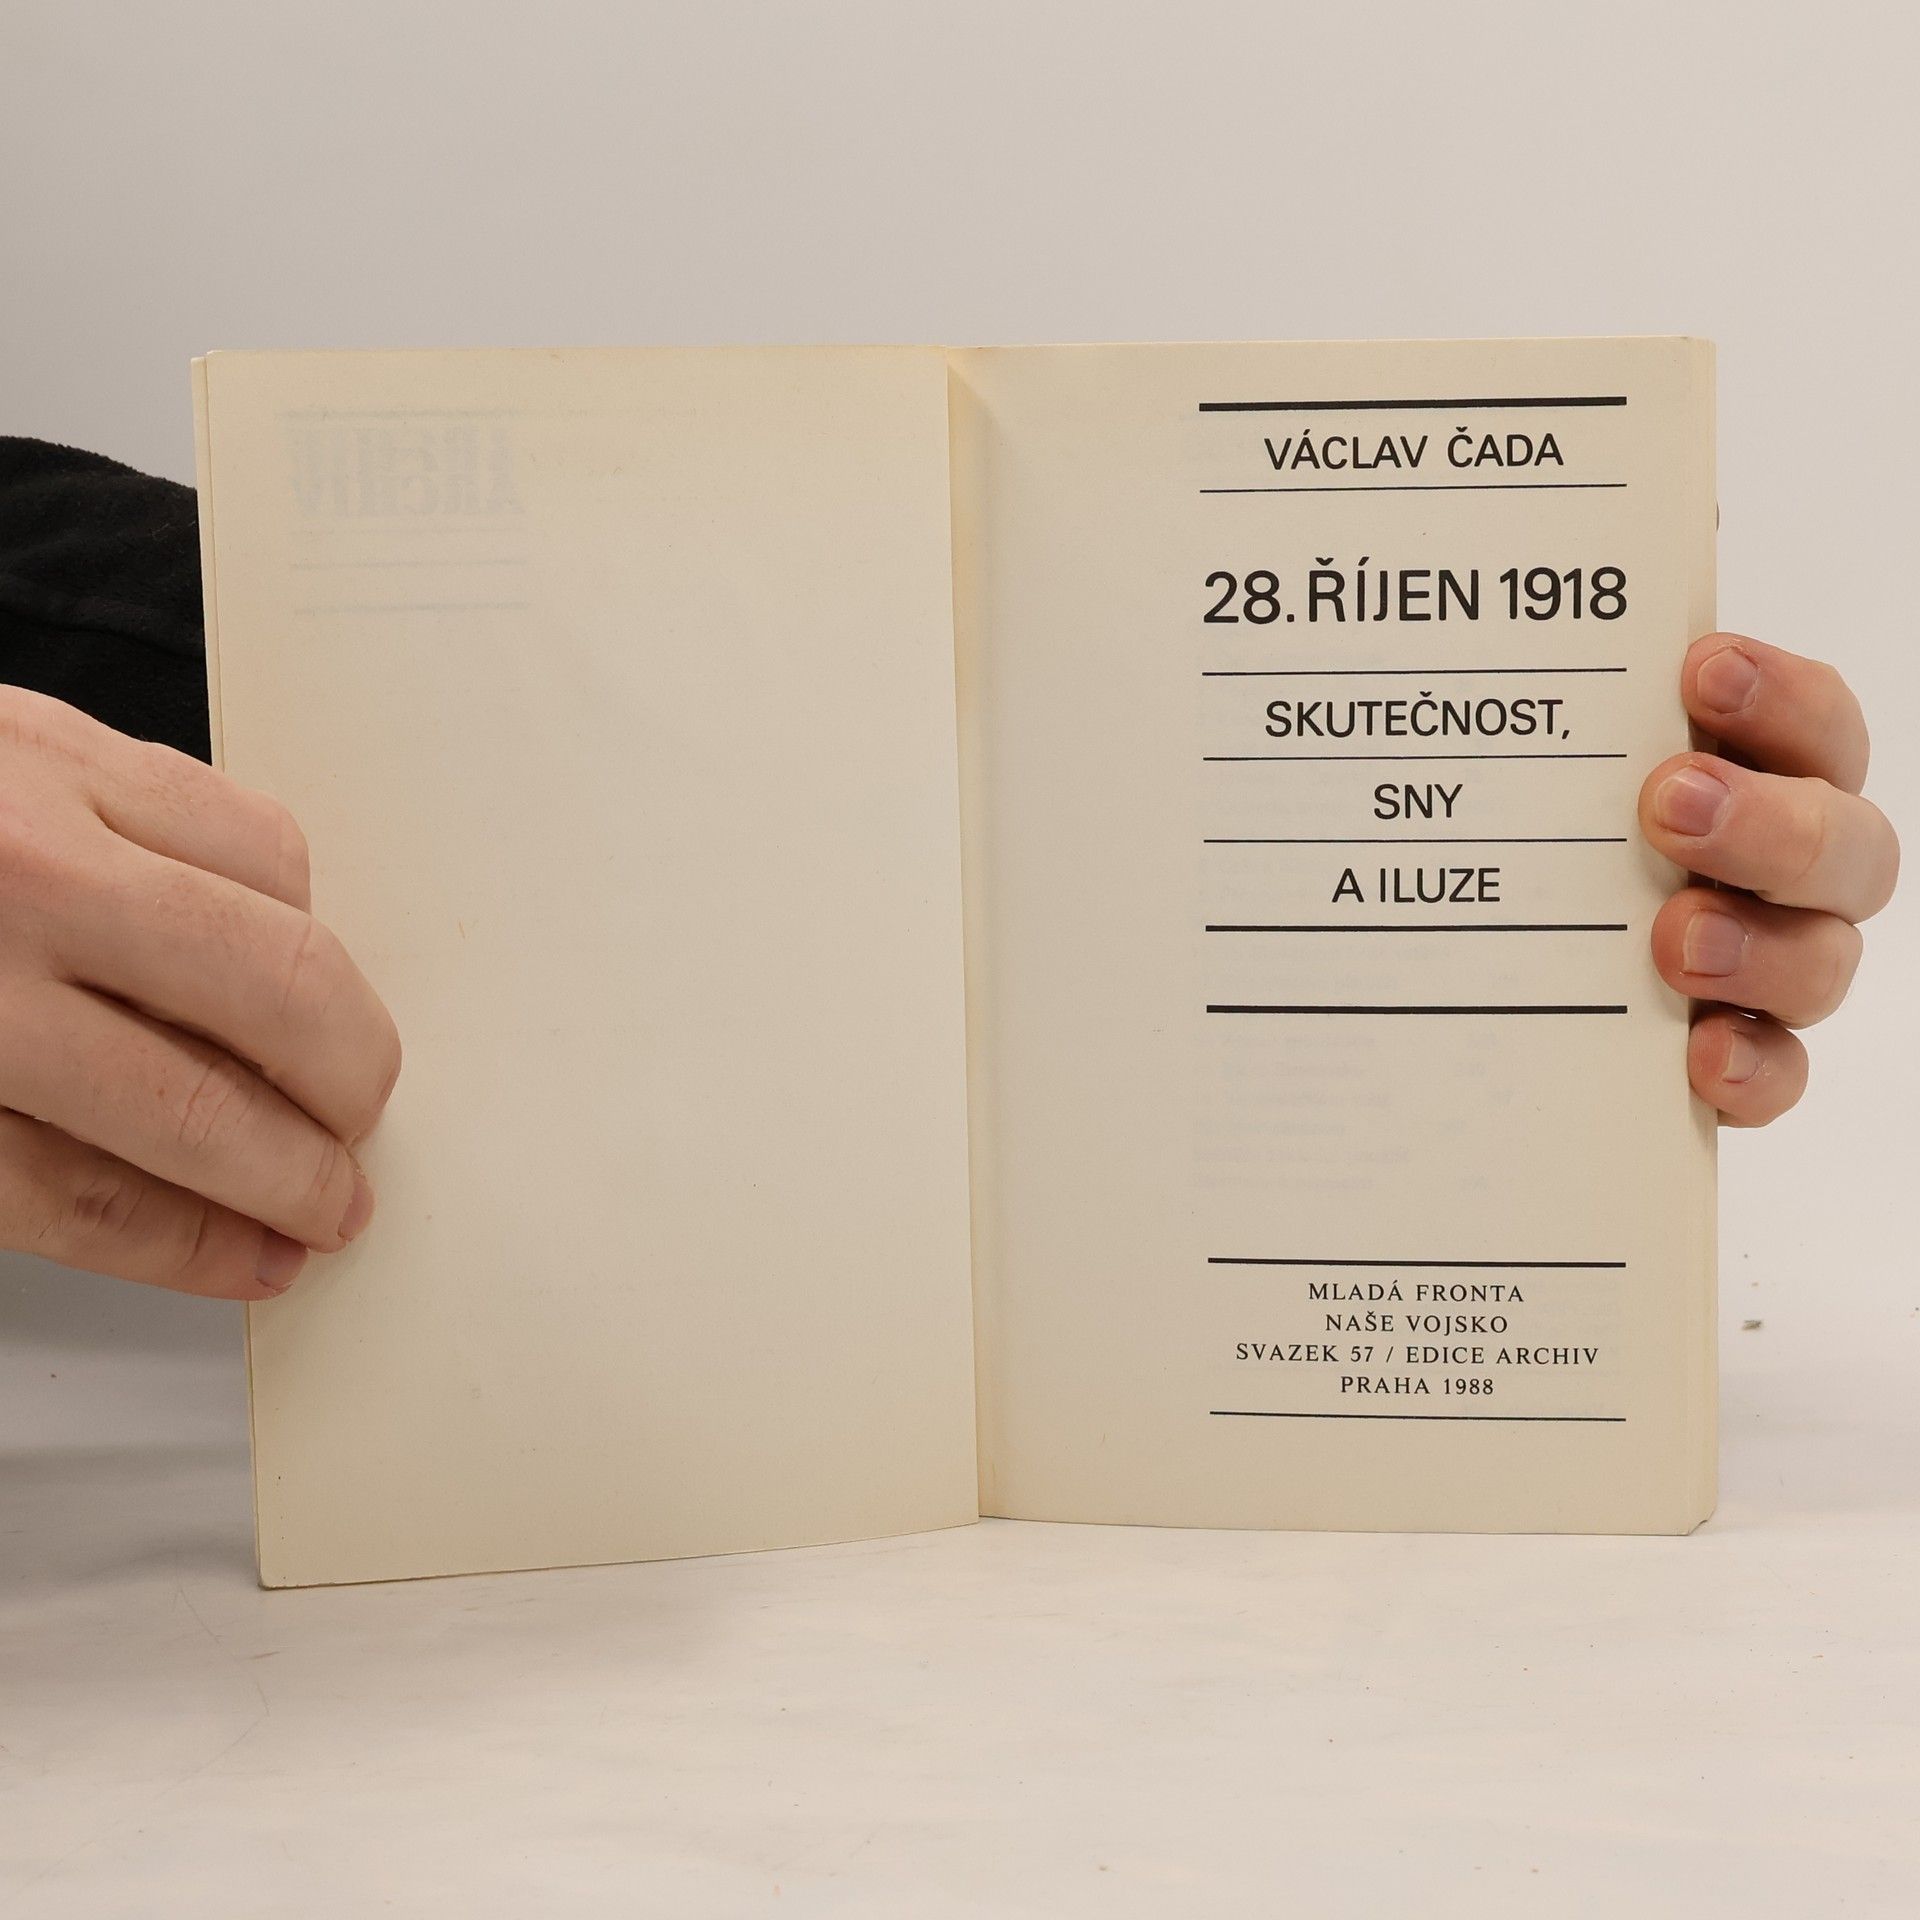 VÁCLAV ČADA
28. ŘÍJEN 1918
SKUTEČNOST,
SNY
A ILUZE
MLADÁ FRONTA
NAŠE VOJSKO
SVAZEK 57 / EDICE ARCHIV
PRAHA 1988